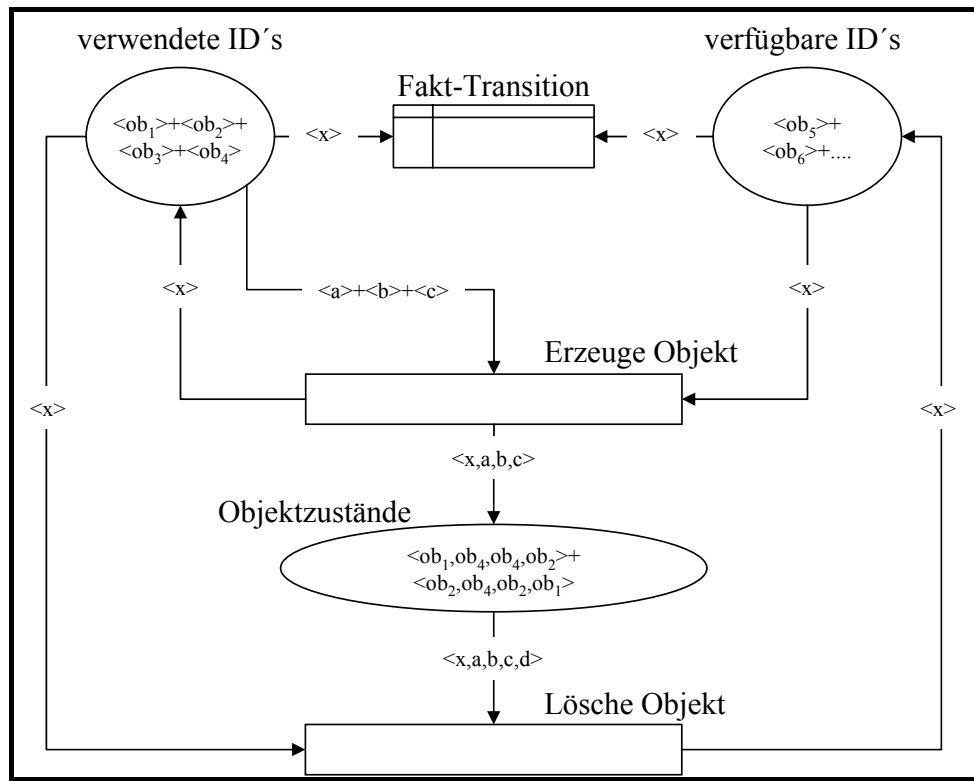 verwendete ID´s
verfügbare ID´s
Fakt-Transition
<ob₁>+<ob₂>+
<ob₃>+<ob₄>
<x>
<x>
<ob₅>+
<ob₆>+....
<x>
<a>+<b>+<c>
<x>
Erzeuge Objekt
<x>
<x>
<x,a,b,c>
Objektzustände
<ob₁,ob₄,ob₄,ob₂>+
<ob₂,ob₄,ob₂,ob₁>
<x,a,b,c,d>
Lösche Objekt